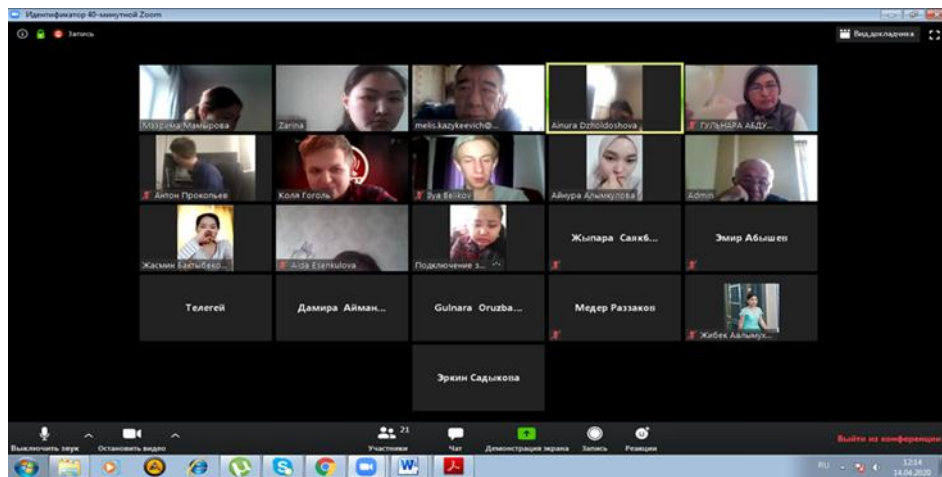 Идентификатор 40-минутной Zoom
Запись
Вид докладчика
Маэрама Мамырова
Zarina
melis.kazykeevich@...
Ainura Dzholdoshova
ГУЛЬНАРА АБДУ...
Антон Прокопьев
Коля Гоголь
Ilya Belikov
Айнура Алымкулова
Admin
Жасмин Бактыбеко...
Aida Esenkulova
Подключение з...
Жыпара Саякб...
Эмир Абышев
Телегей
Дамира Айман...
Gulnara Oruzba...
Медер Раззаков
Жибек Аалымух...
Эркин Садыкова
Выключить звук
Остановить видео
21
Участники
Чат
Демонстрация экрана
Запись
Реакции
Выйти из конференции
RU
12:14
14.04.2020